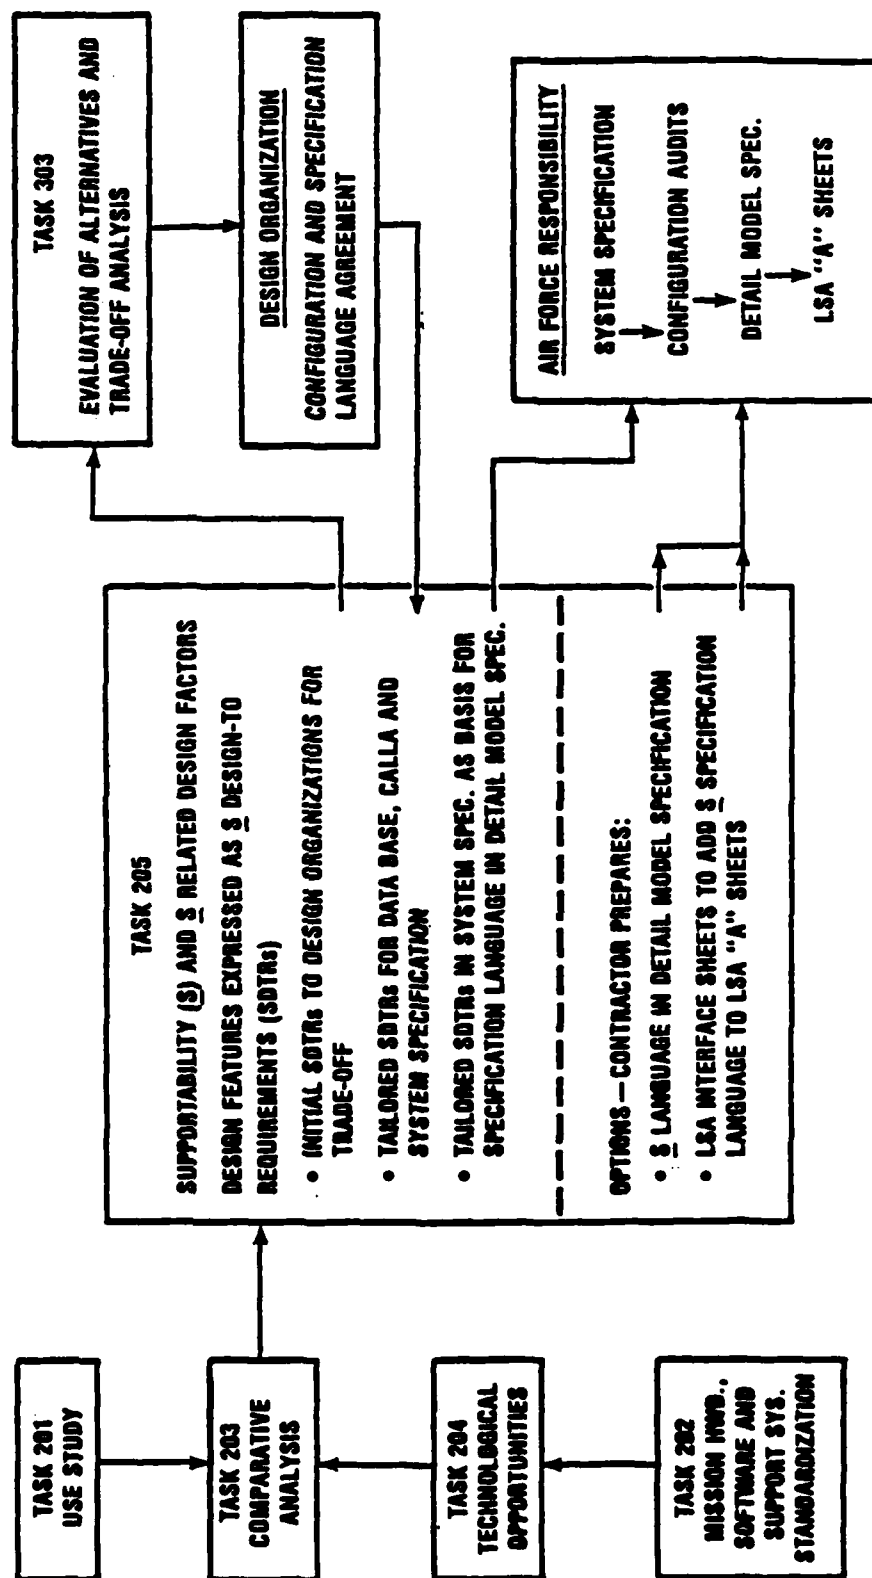 TASK 201
USE STUDY
TASK 203
COMPARATIVE
ANALYSIS
TASK 204
TECHNOLOGICAL
OPPORTUNITIES
TASK 202
MISSION HWD.,
SOFTWARE AND
SUPPORT SYS.
STANDARDIZATION
TASK 205
SUPPORTABILITY (S) AND S RELATED DESIGN FACTORS
DESIGN FEATURES EXPRESSED AS S DESIGN-TO
REQUIREMENTS (SDTRs)
• INITIAL SDTRs TO DESIGN ORGANIZATIONS FOR
TRADE-OFF
• TAILORED SDTRs FOR DATA BASE, CALLA AND
SYSTEM SPECIFICATION
• TAILORED SDTRs IN SYSTEM SPEC. AS BASIS FOR
SPECIFICATION LANGUAGE IN DETAIL MODEL SPEC.
OPTIONS—CONTRACTOR PREPARES:
• S LANGUAGE IN DETAIL MODEL SPECIFICATION
• LSA INTERFACE SHEETS TO ADD S SPECIFICATION
LANGUAGE TO LSA "A" SHEETS
TASK 303
EVALUATION OF ALTERNATIVES AND
TRADE-OFF ANALYSIS
DESIGN ORGANIZATION
CONFIGURATION AND SPECIFICATION
LANGUAGE AGREEMENT
AIR FORCE RESPONSIBILITY
SYSTEM SPECIFICATION
CONFIGURATION AUDITS
DETAIL MODEL SPEC.
LSA "A" SHEETS